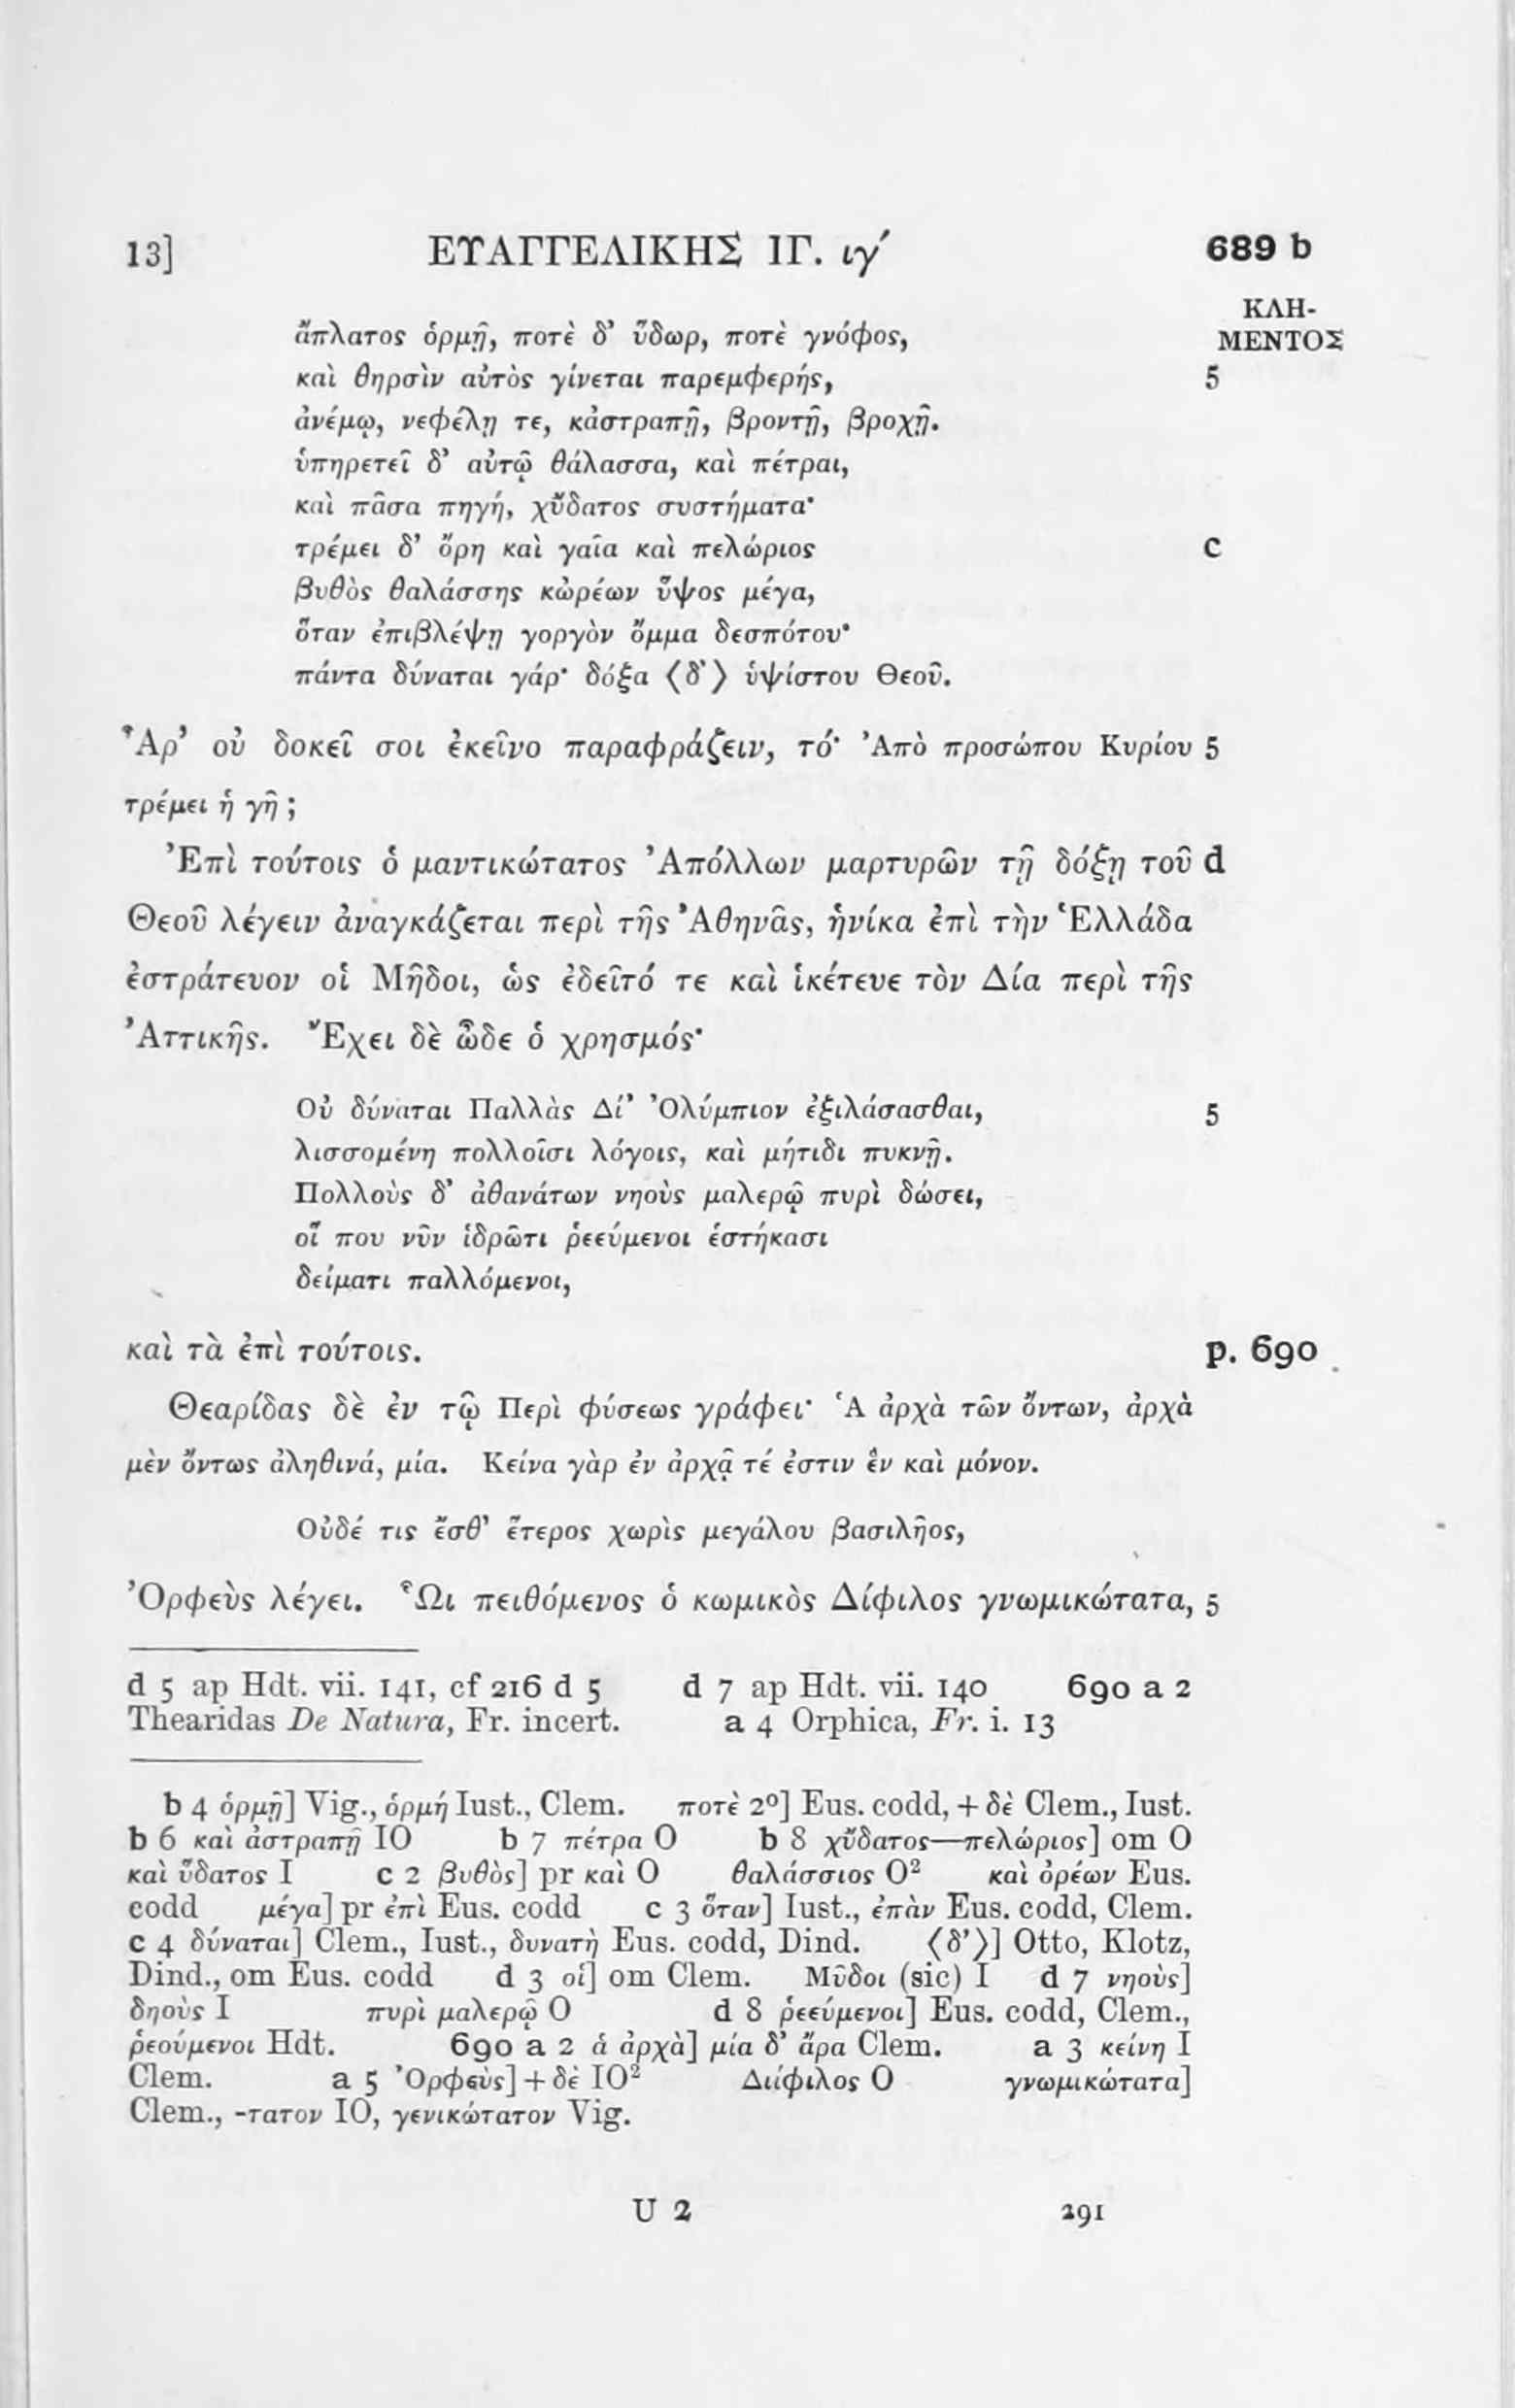 13] ΕΥΑΓΓΕΛΙΚΗΣ ΙΓ. ιγ´ 689 b
ΚΛΗ-
ΜΕΝΤΟΣ
ἄπλατος ὁρμῇ, ποτὲ δ’ ὕδωρ, ποτὲ γνόφος,
καὶ θηρσὶν αὐτὸς γίνεται παρεμφερής, 5
ἀνέμῳ, νεφέλῃ τε, κἀστραπῇ, βροντῇ, βροχῇ.
ὑπηρετεῖ δ’ αὐτῷ θάλασσα, καὶ πέτραι,
καὶ πᾶσα πηγή, χὔδατος συστήματα·
τρέμει δ’ ὄρη καὶ γαῖα καὶ πελώριος c
βυθὸς θαλάσσης κὠρέων ὕψος μέγα,
ὅταν ἐπιβλέψῃ γοργὸν ὄμμα δεσπότου·
πάντα δύναται γάρ· δόξα ⟨δ’⟩ ὑψίστου Θεοῦ.
Ἆρ’ οὐ δοκεῖ σοι ἐκεῖνο παραφράζειν, τό· Ἀπὸ προσώπου Κυρίου 5
τρέμει ἡ γῆ ;
Ἐπὶ τούτοις ὁ μαντικώτατος Ἀπόλλων μαρτυρῶν τῇ δόξῃ τοῦ d
Θεοῦ λέγειν ἀναγκάζεται περὶ τῆς Ἀθηνᾶς, ἡνίκα ἐπὶ τὴν Ἑλλάδα
ἐστράτευον οἱ Μῆδοι, ὡς ἐδεῖτό τε καὶ ἱκέτευε τὸν Δία περὶ τῆς
Ἀττικῆς. Ἔχει δὲ ὧδε ὁ χρησμός·
Οὐ δύναται Παλλὰς Δί’ Ὀλύμπιον ἐξιλάσασθαι, 5
λισσομένη πολλοῖσι λόγοις, καὶ μήτιδι πυκνῇ.
Πολλοὺς δ’ ἀθανάτων νηοὺς μαλερῷ πυρὶ δώσει,
οἵ που νῦν ἱδρῶτι ῥεεύμενοι ἑστήκασι
δείματι παλλόμενοι,
καὶ τὰ ἐπὶ τούτοις. p. 690
Θεαρίδας δὲ ἐν τῷ Περὶ φύσεως γράφει· Ἁ ἀρχὰ τῶν ὄντων, ἀρχὰ
μὲν ὄντως ἀληθινά, μία. Κείνα γὰρ ἐν ἀρχᾷ τέ ἐστιν ἓν καὶ μόνον.
Οὐδέ τις ἔσθ’ ἕτερος χωρὶς μεγάλου βασιλῆος,
Ὀρφεὺς λέγει. Ὧι πειθόμενος ὁ κωμικὸς Δίφιλος γνωμικώτατα, 5
d 5 ap Hdt. vii. 141, cf 216 d 5 d 7 ap Hdt. vii. 140 690 a 2
Thearidas De Natura, Fr. incert. a 4 Orphica, Fr. i. 13
b 4 ὁρμῇ] Vig., ὁρμή Iust., Clem. ποτὲ 2º] Eus. codd, + δὲ Clem., Iust.
b 6 καὶ ἀστραπῇ IO b 7 πέτρα O b 8 χὔδατος—πελώριος] om O
καὶ ὕδατος I c 2 βυθὸς] pr καὶ O θαλάσσιος O² καὶ ὀρέων Eus.
codd μέγα] pr ἐπὶ Eus. codd c 3 ὅταν] Iust., ἐπὰν Eus. codd, Clem.
c 4 δύναται] Clem., Iust., δυνατὴ Eus. codd, Dind. ⟨δ’⟩] Otto, Klotz,
Dind., om Eus. codd d 3 οἱ] om Clem. Μῦδοι (sic) I d 7 νηοὺς]
δηοὺς I πυρὶ μαλερῷ O d 8 ῥεεύμενοι] Eus. codd, Clem.,
ῥεούμενοι Hdt. 690 a 2 ἁ ἀρχὰ] μία δ’ ἄρα Clem. a 3 κείνη I
Clem. a 5 Ὀρφεὺς] + δὲ IO² Διίφιλος O γνωμικώτατα]
Clem., -τατον IO, γενικώτατον Vig.
U 2 291